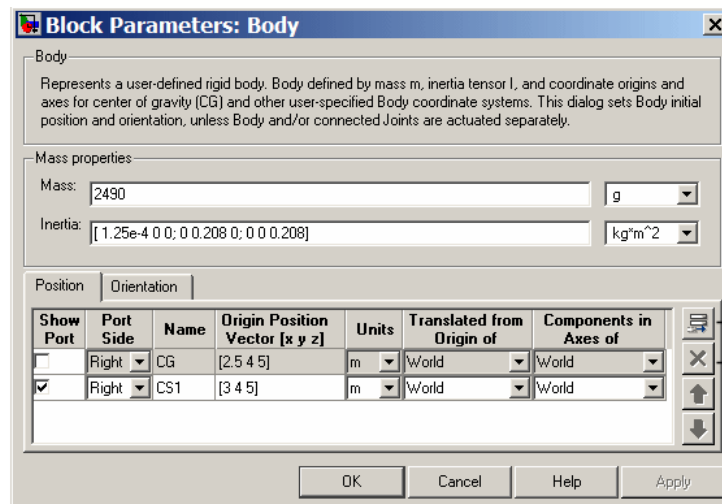 Block Parameters: Body
Body
Represents a user-defined rigid body. Body defined by mass m, inertia tensor I, and coordinate origins and
axes for center of gravity (CG) and other user-specified Body coordinate systems. This dialog sets Body initial
position and orientation, unless Body and/or connected Joints are actuated separately.
Mass properties
Mass: 2490 g
Inertia: [ 1.25e-4 0 0; 0 0.208 0; 0 0 0.208] kg*m^2
Position Orientation
Show Port Port Side Name Origin Position Vector [x y z] Units Translated from Origin of Components in Axes of
Right CG [2.5 4 5] m World World
Right CS1 [3 4 5] m World World
OK Cancel Help Apply